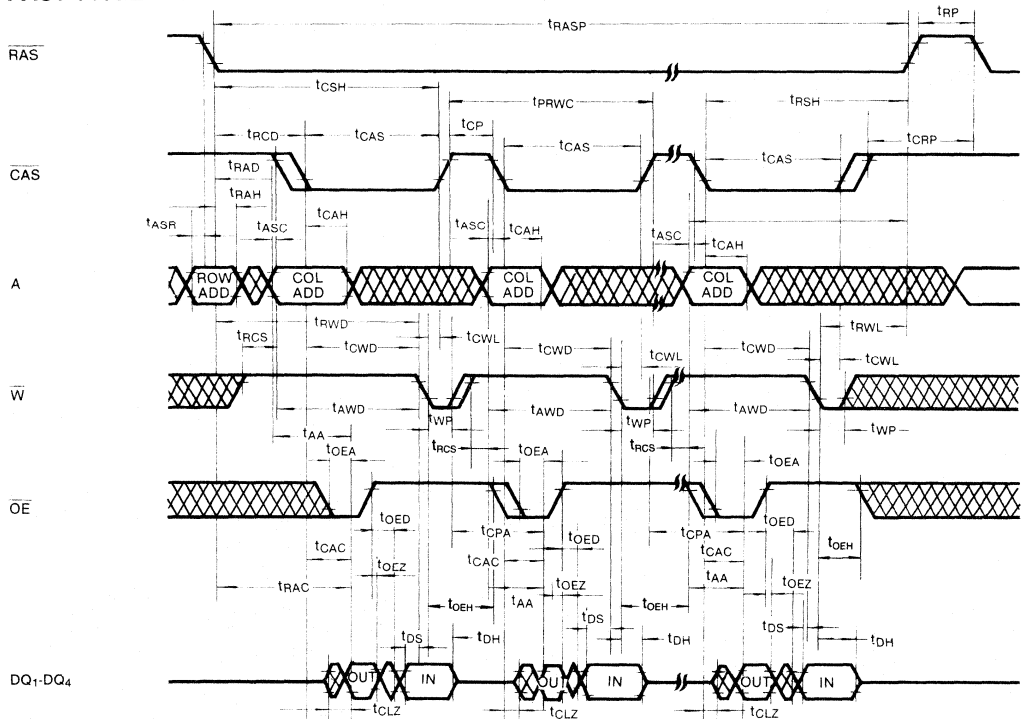 tRASP tRP
RAS
tCSH tPRWC tRSH
tRCD tCAS tCP tCAS tCAS tCRP
CAS
tRAD
tRAH
tASR tASC tCAH tASC tCAH tASC tCAH
A ROW ADD COL ADD COL ADD COL ADD
tRWD tRWL
tRCS tCWD tCWL tCWD tCWL tCWD tCWL
W
tAWD tWP tAWD tWP tAWD tWP
tAA tRCS tRCS
tOEA tOEA tOEA
OE
tOED tCPA tOED tCPA tOED
tCAC tCAC tCAC tOEH
tRAC tOEZ tAA tOEZ tAA tOEZ
tOEH tOEH
tDS tDH tDS tDH tDS tDH
DQ1-DQ4 OUT IN OUT IN OUT IN
tCLZ tCLZ tCLZ